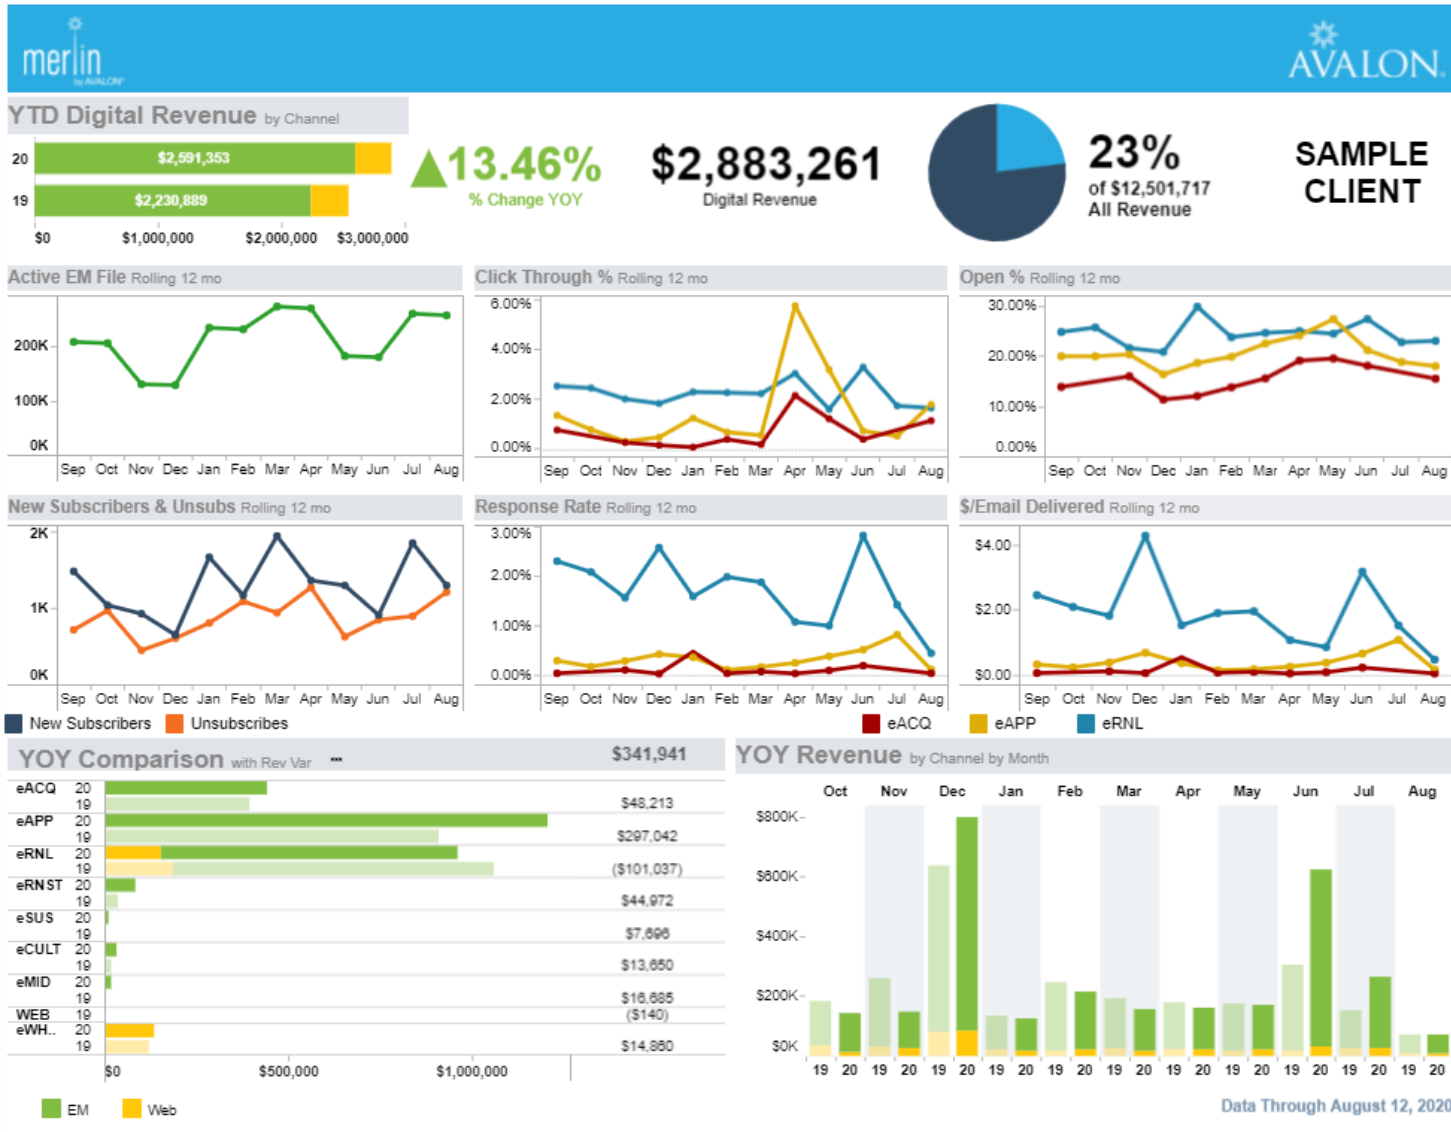 merlin
by AVALON
AVALON
YTD Digital Revenue by Channel
20 $2,591,353
19 $2,230,889
$0 $1,000,000 $2,000,000 $3,000,000
13.46%
% Change YOY
$2,883,261
Digital Revenue
23%
of $12,501,717
All Revenue
SAMPLE
CLIENT
Active EM File Rolling 12 mo
200K
100K
0K
Sep Oct Nov Dec Jan Feb Mar Apr May Jun Jul Aug
Click Through % Rolling 12 mo
6.00%
4.00%
2.00%
0.00%
Sep Oct Nov Dec Jan Feb Mar Apr May Jun Jul Aug
Open % Rolling 12 mo
30.00%
20.00%
10.00%
0.00%
Sep Oct Nov Dec Jan Feb Mar Apr May Jun Jul Aug
New Subscribers & Unsubs Rolling 12 mo
2K
1K
0K
Sep Oct Nov Dec Jan Feb Mar Apr May Jun Jul Aug
New Subscribers Unsubscribes
Response Rate Rolling 12 mo
3.00%
2.00%
1.00%
0.00%
Sep Oct Nov Dec Jan Feb Mar Apr May Jun Jul Aug
$/Email Delivered Rolling 12 mo
$4.00
$2.00
$0.00
Sep Oct Nov Dec Jan Feb Mar Apr May Jun Jul Aug
eACQ eAPP eRNL
YOY Comparison with Rev Var ... $341,941
eACQ 20
19 $48,213
eAPP 20
19 $297,042
eRNL 20
19 ($101,037)
eRNST 20
19 $44,972
eSUS 20
19 $7,696
eCULT 20
19 $13,650
eMID 20
19 $16,685
WEB 19 ($140)
eWH.. 20
19 $14,860
$0 $500,000 $1,000,000
EM Web
YOY Revenue by Channel by Month
Oct Nov Dec Jan Feb Mar Apr May Jun Jul Aug
$800K
$600K
$400K
$200K
$0K
19 20 19 20 19 20 19 20 19 20 19 20 19 20 19 20 19 20 19 20 19 20
Data Through August 12, 2020